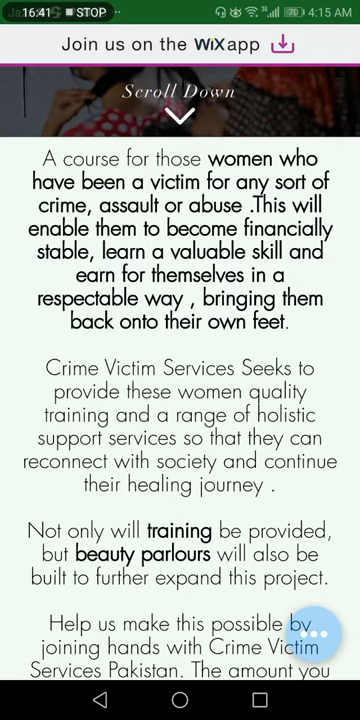 16:41 STOP 70 4:15 AM
Join us on the WiX app
Scroll Down
A course for those women who
have been a victim for any sort of
crime, assault or abuse .This will
enable them to become financially
stable, learn a valuable skill and
earn for themselves in a
respectable way , bringing them
back onto their own feet.
Crime Victim Services Seeks to
provide these women quality
training and a range of holistic
support services so that they can
reconnect with society and continue
their healing journey .
Not only will training be provided,
but beauty parlours will also be
built to further expand this project.
Help us make this possible by
joining hands with Crime Victim
Services Pakistan. The amount you